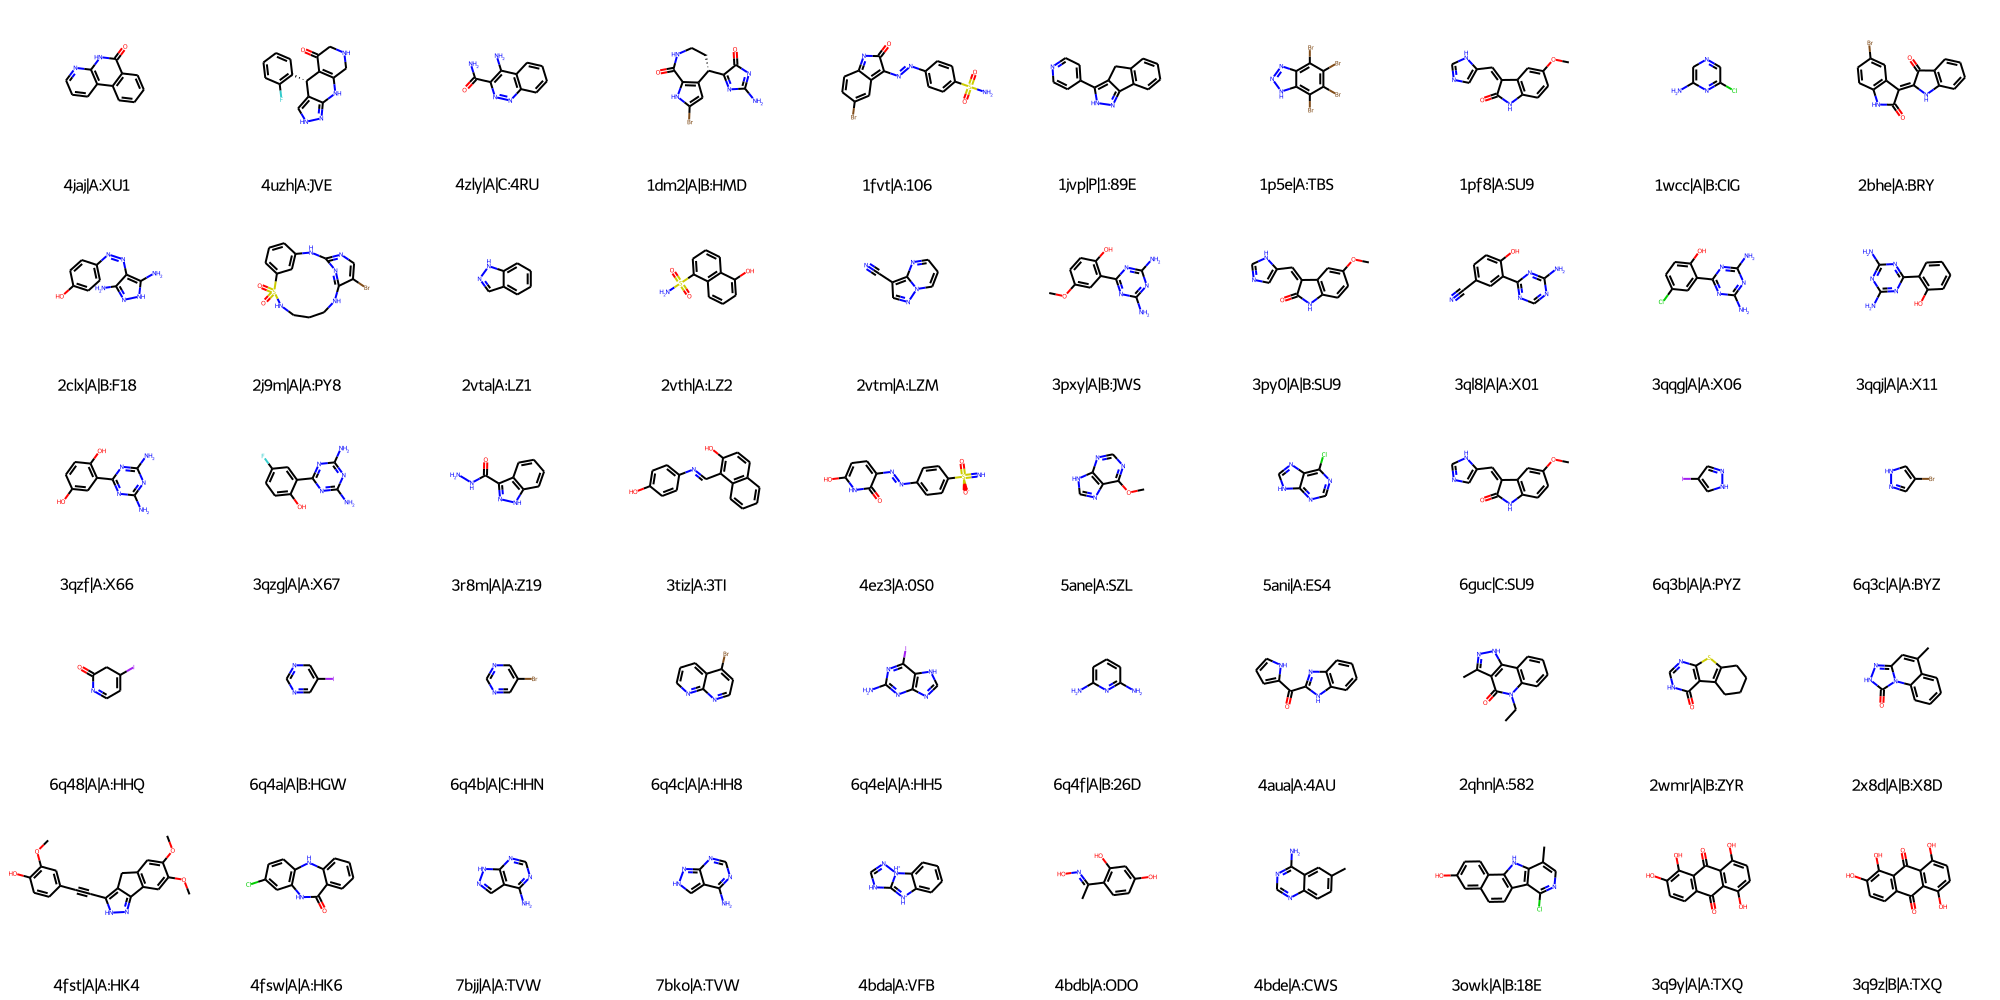 4jaj|A:XU1 4uzh|A:JVE 4zly|A|C:4RU 1dm2|A|B:HMD 1fvt|A:106 1jvp|P|1:89E 1p5e|A:TBS 1pf8|A:SU9 1wcc|A|B:CIG 2bhe|A:BRY
2clx|A|B:F18 2j9m|A|A:PY8 2vta|A:LZ1 2vth|A:LZ2 2vtm|A:LZM 3pxy|A|B:JWS 3py0|A|B:SU9 3ql8|A|A:X01 3qqg|A|A:X06 3qqj|A|A:X11
3qzf|A:X66 3qzg|A|A:X67 3r8m|A|A:Z19 3tiz|A:3TI 4ez3|A:0S0 5ane|A:SZL 5ani|A:ES4 6guc|C:SU9 6q3b|A|A:PYZ 6q3c|A|A:BYZ
6q48|A|A:HHQ 6q4a|A|B:HGW 6q4b|A|C:HHN 6q4c|A|A:HH8 6q4e|A|A:HH5 6q4f|A|B:26D 4aua|A:4AU 2qhn|A:582 2wmr|A|B:ZYR 2x8d|A|B:X8D
4fst|A|A:HK4 4fsw|A|A:HK6 7bjj|A|A:TVW 7bko|A:TVW 4bda|A:VFB 4bdb|A:ODO 4bde|A:CWS 3owk|A|B:18E 3q9y|A|A:TXQ 3q9z|B|A:TXQ